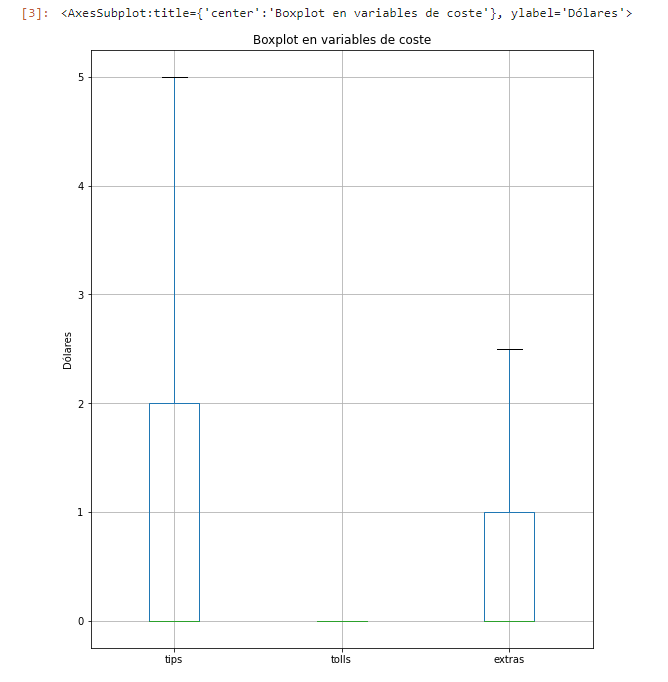 [3]: <AxesSubplot:title={'center':'Boxplot en variables de coste'}, ylabel='Dólares'>
Boxplot en variables de coste
5
4
3
2
1
0
Dólares
tips tolls extras